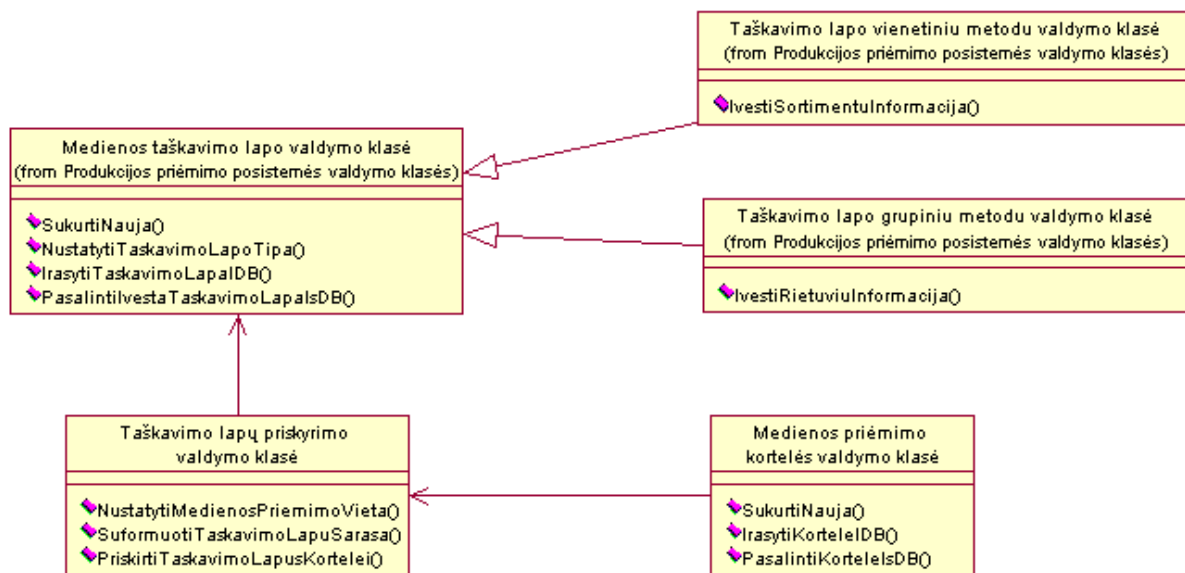 Taškavimo lapo vienetiniu metodu valdymo klasė
(from Produkcijos priėmimo posistemės valdymo klasės)
IvestiSortimentuInformacija()
Medienos taškavimo lapo valdymo klasė
(from Produkcijos priėmimo posistemės valdymo klasės)
SukurtiNauja()
NustatytiTaskavimoLapoTipa()
IrasytiTaskavimoLapaIDB()
PasalintiIvestaTaskavimoLapaIsDB()
Taškavimo lapo grupiniu metodu valdymo klasė
(from Produkcijos priėmimo posistemės valdymo klasės)
IvestiRietuviuInformacija()
Taškavimo lapų priskyrimo
valdymo klasė
NustatytiMedienosPriemimoVieta()
SuformuotiTaskavimoLapuSarasa()
PriskirtiTaskavimoLapusKortelei()
Medienos priėmimo
kortelės valdymo klasė
SukurtiNauja()
IrasytiKorteleIDB()
PasalintiKorteleIsDB()